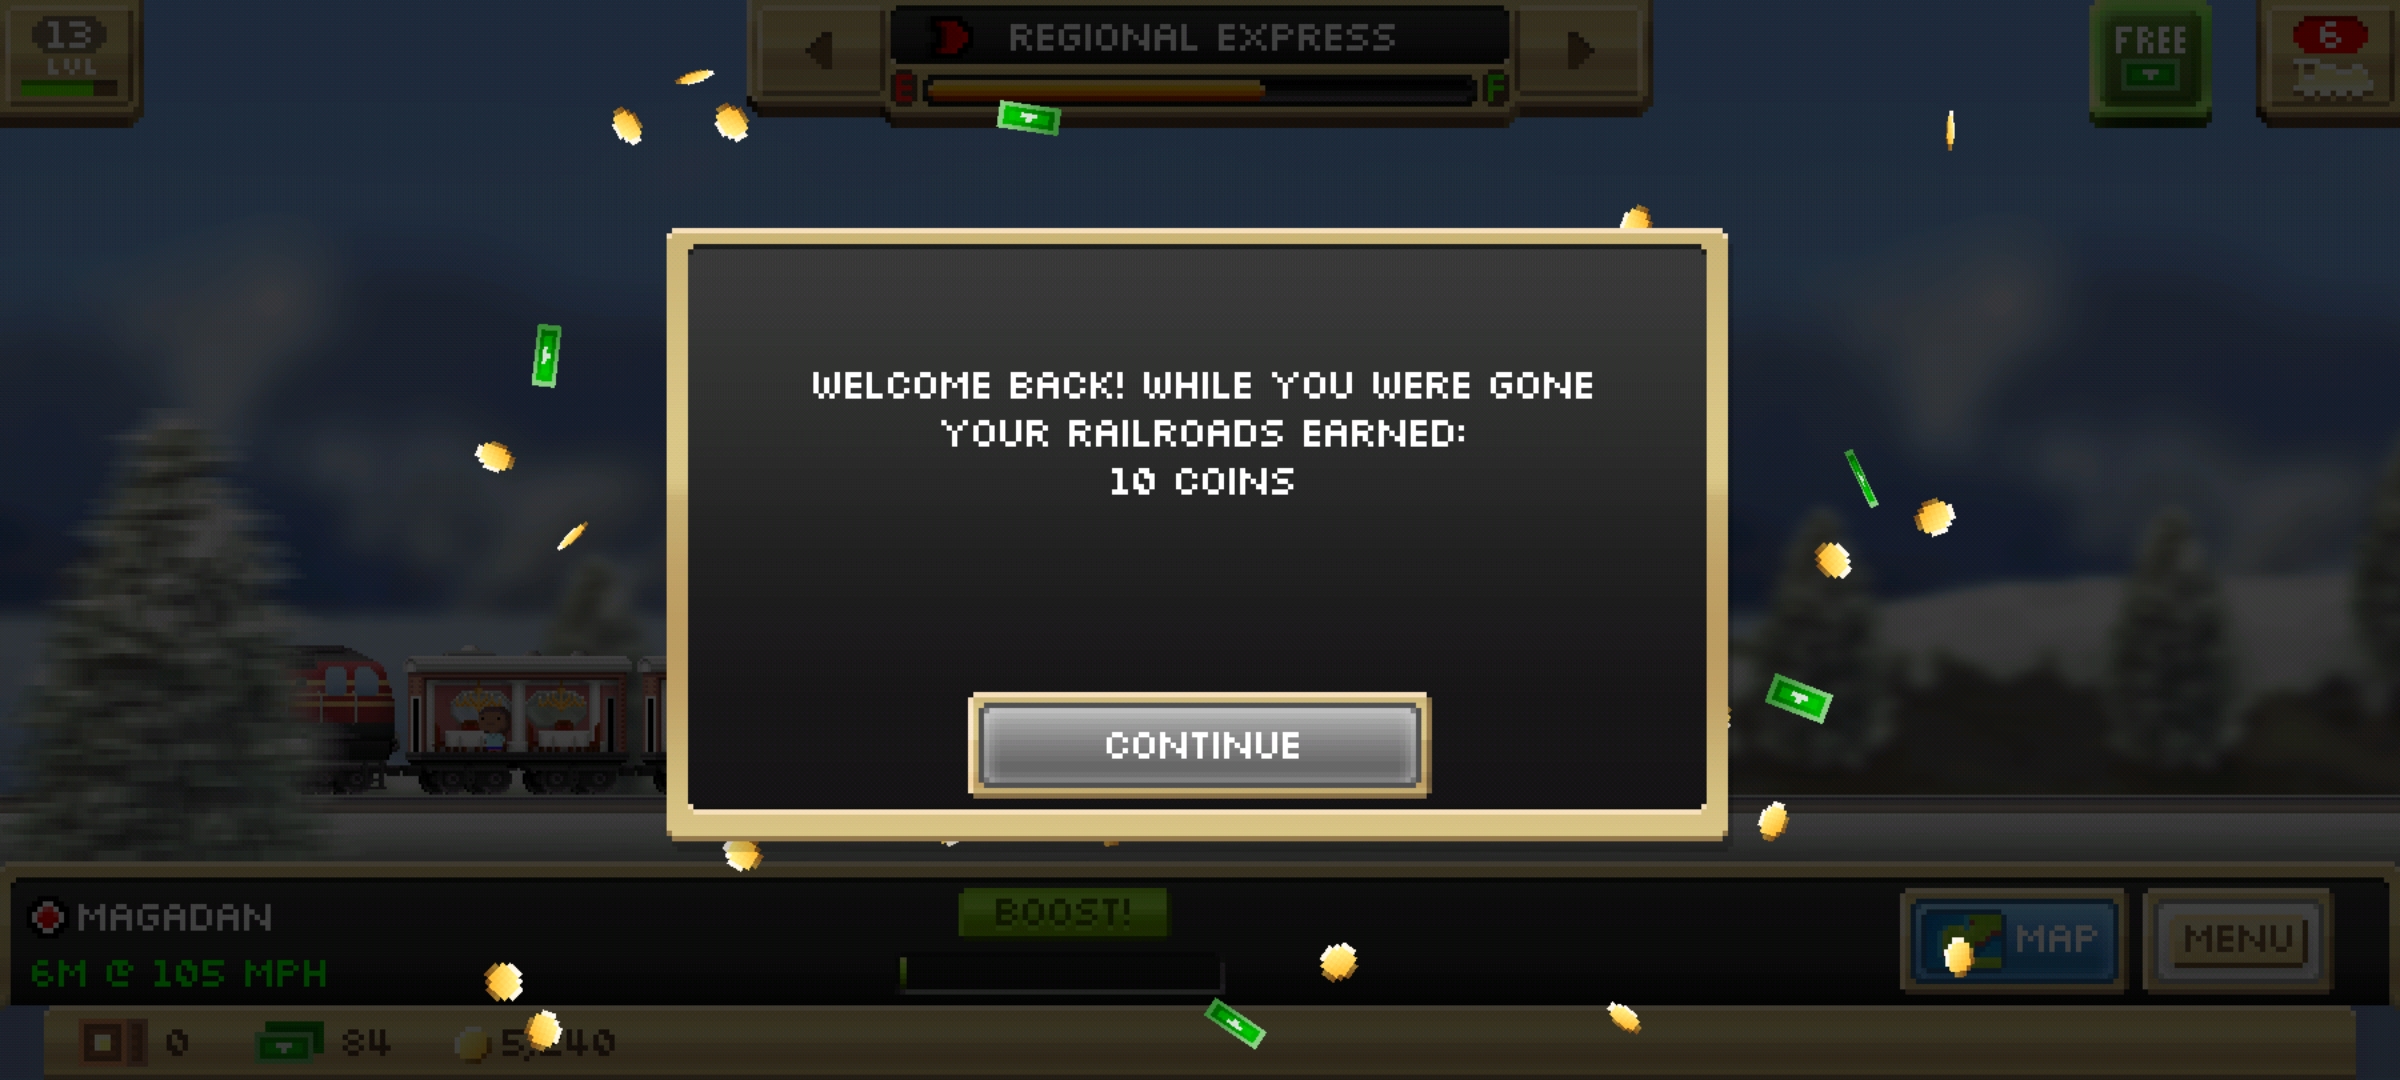 13
LVL
REGIONAL EXPRESS
E F
FREE
6
WELCOME BACK! WHILE YOU WERE GONE
YOUR RAILROADS EARNED:
10 COINS
CONTINUE
MAGADAN
6M @ 105 MPH
BOOST!
MAP
MENU
0
84